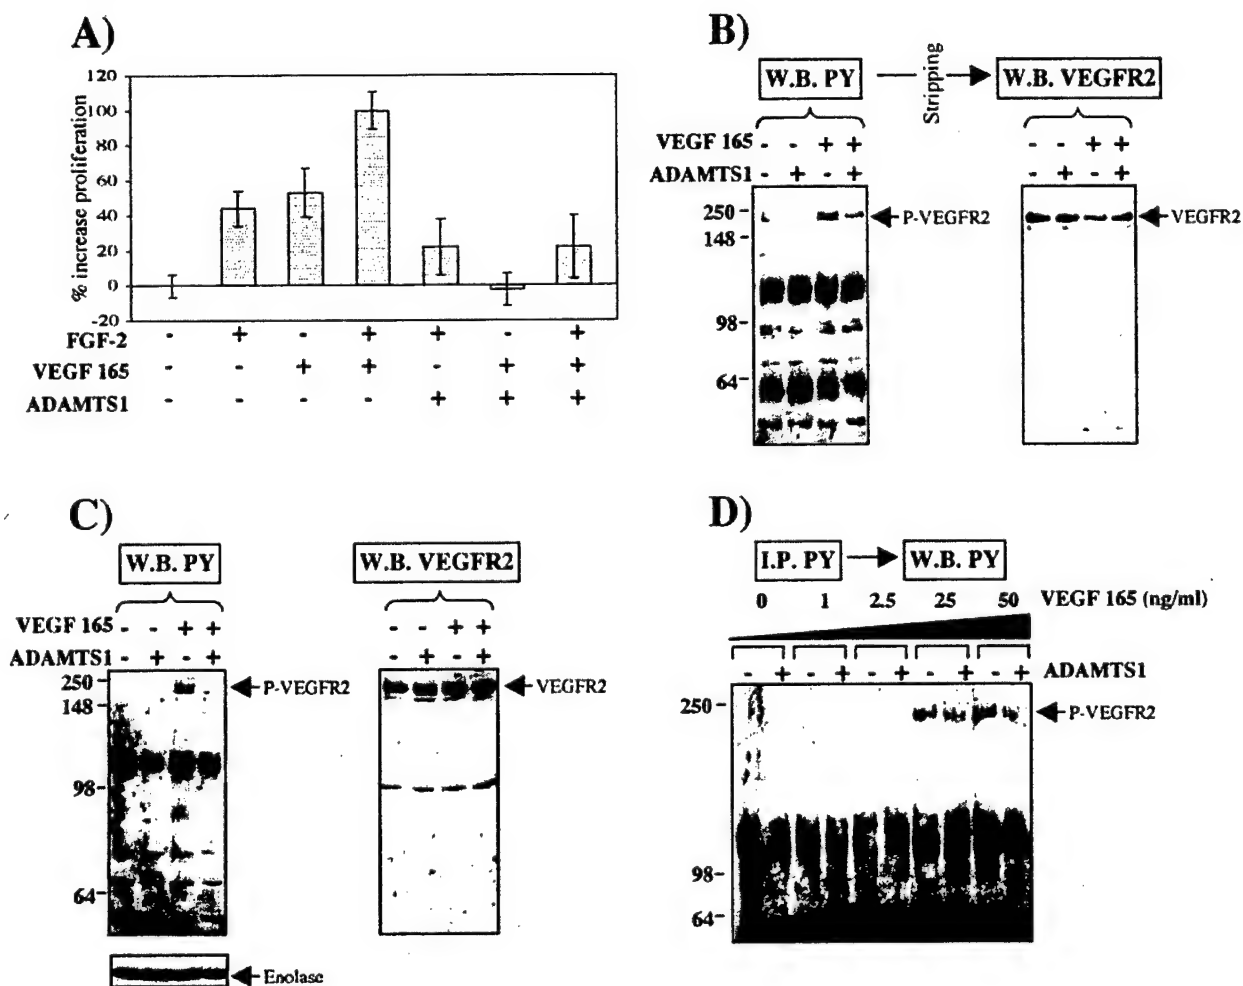 A)
120
100
80
60
40
20
0
-20
% increase proliferation
FGF-2 - + - + + - +
VEGF 165 - - + + - + +
ADAMTS1 - - - - + + +
B)
W.B. PY
Stripping
W.B. VEGFR2
VEGF 165 - - + + - - + +
ADAMTS1 - + - + - + - +
250
148
98
64
P-VEGFR2
VEGFR2
C)
W.B. PY
W.B. VEGFR2
VEGF 165 - - + + - - + +
ADAMTS1 - + - + - + - +
250
148
98
64
P-VEGFR2
VEGFR2
Enolase
D)
I.P. PY
W.B. PY
0 1 2.5 25 50 VEGF 165 (ng/ml)
- + - + - + - + - + ADAMTS1
250
98
64
P-VEGFR2